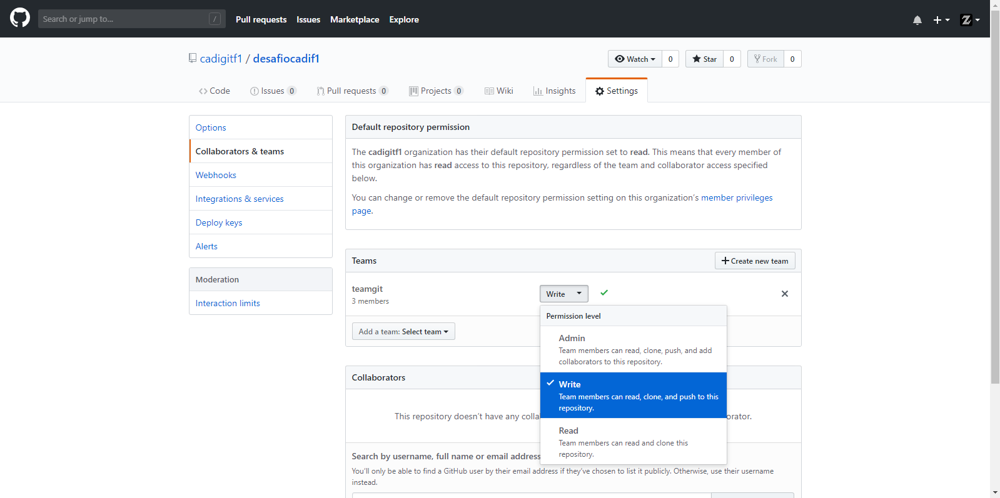 Search or jump to... /
Pull requests Issues Marketplace Explore
cadigitf1 / desafiocadif1
Watch 0 Star 0 Fork 0
Code Issues 0 Pull requests 0 Projects 0 Wiki Insights Settings
Options
Collaborators & teams
Webhooks
Integrations & services
Deploy keys
Alerts
Moderation
Interaction limits
Default repository permission
The cadigitf1 organization has their default repository permission set to read. This means that every member of
this organization has read access to this repository, regardless of the team and collaborator access specified
below.
You can change or remove the default repository permission setting on this organization's member privileges
page.
Teams
Create new team
teamgit
3 members
Write
Add a team: Select team
Permission level
Admin
Team members can read, clone, push, and add
collaborators to this repository.
Write
Team members can read, clone, and push to this
repository.
Read
Team members can read and clone this
repository.
Collaborators
This repository doesn't have any colla
orator.
Search by username, full name or email address
You'll only be able to find a GitHub user by their email address if they've chosen to list it publicly. Otherwise, use their username
instead.